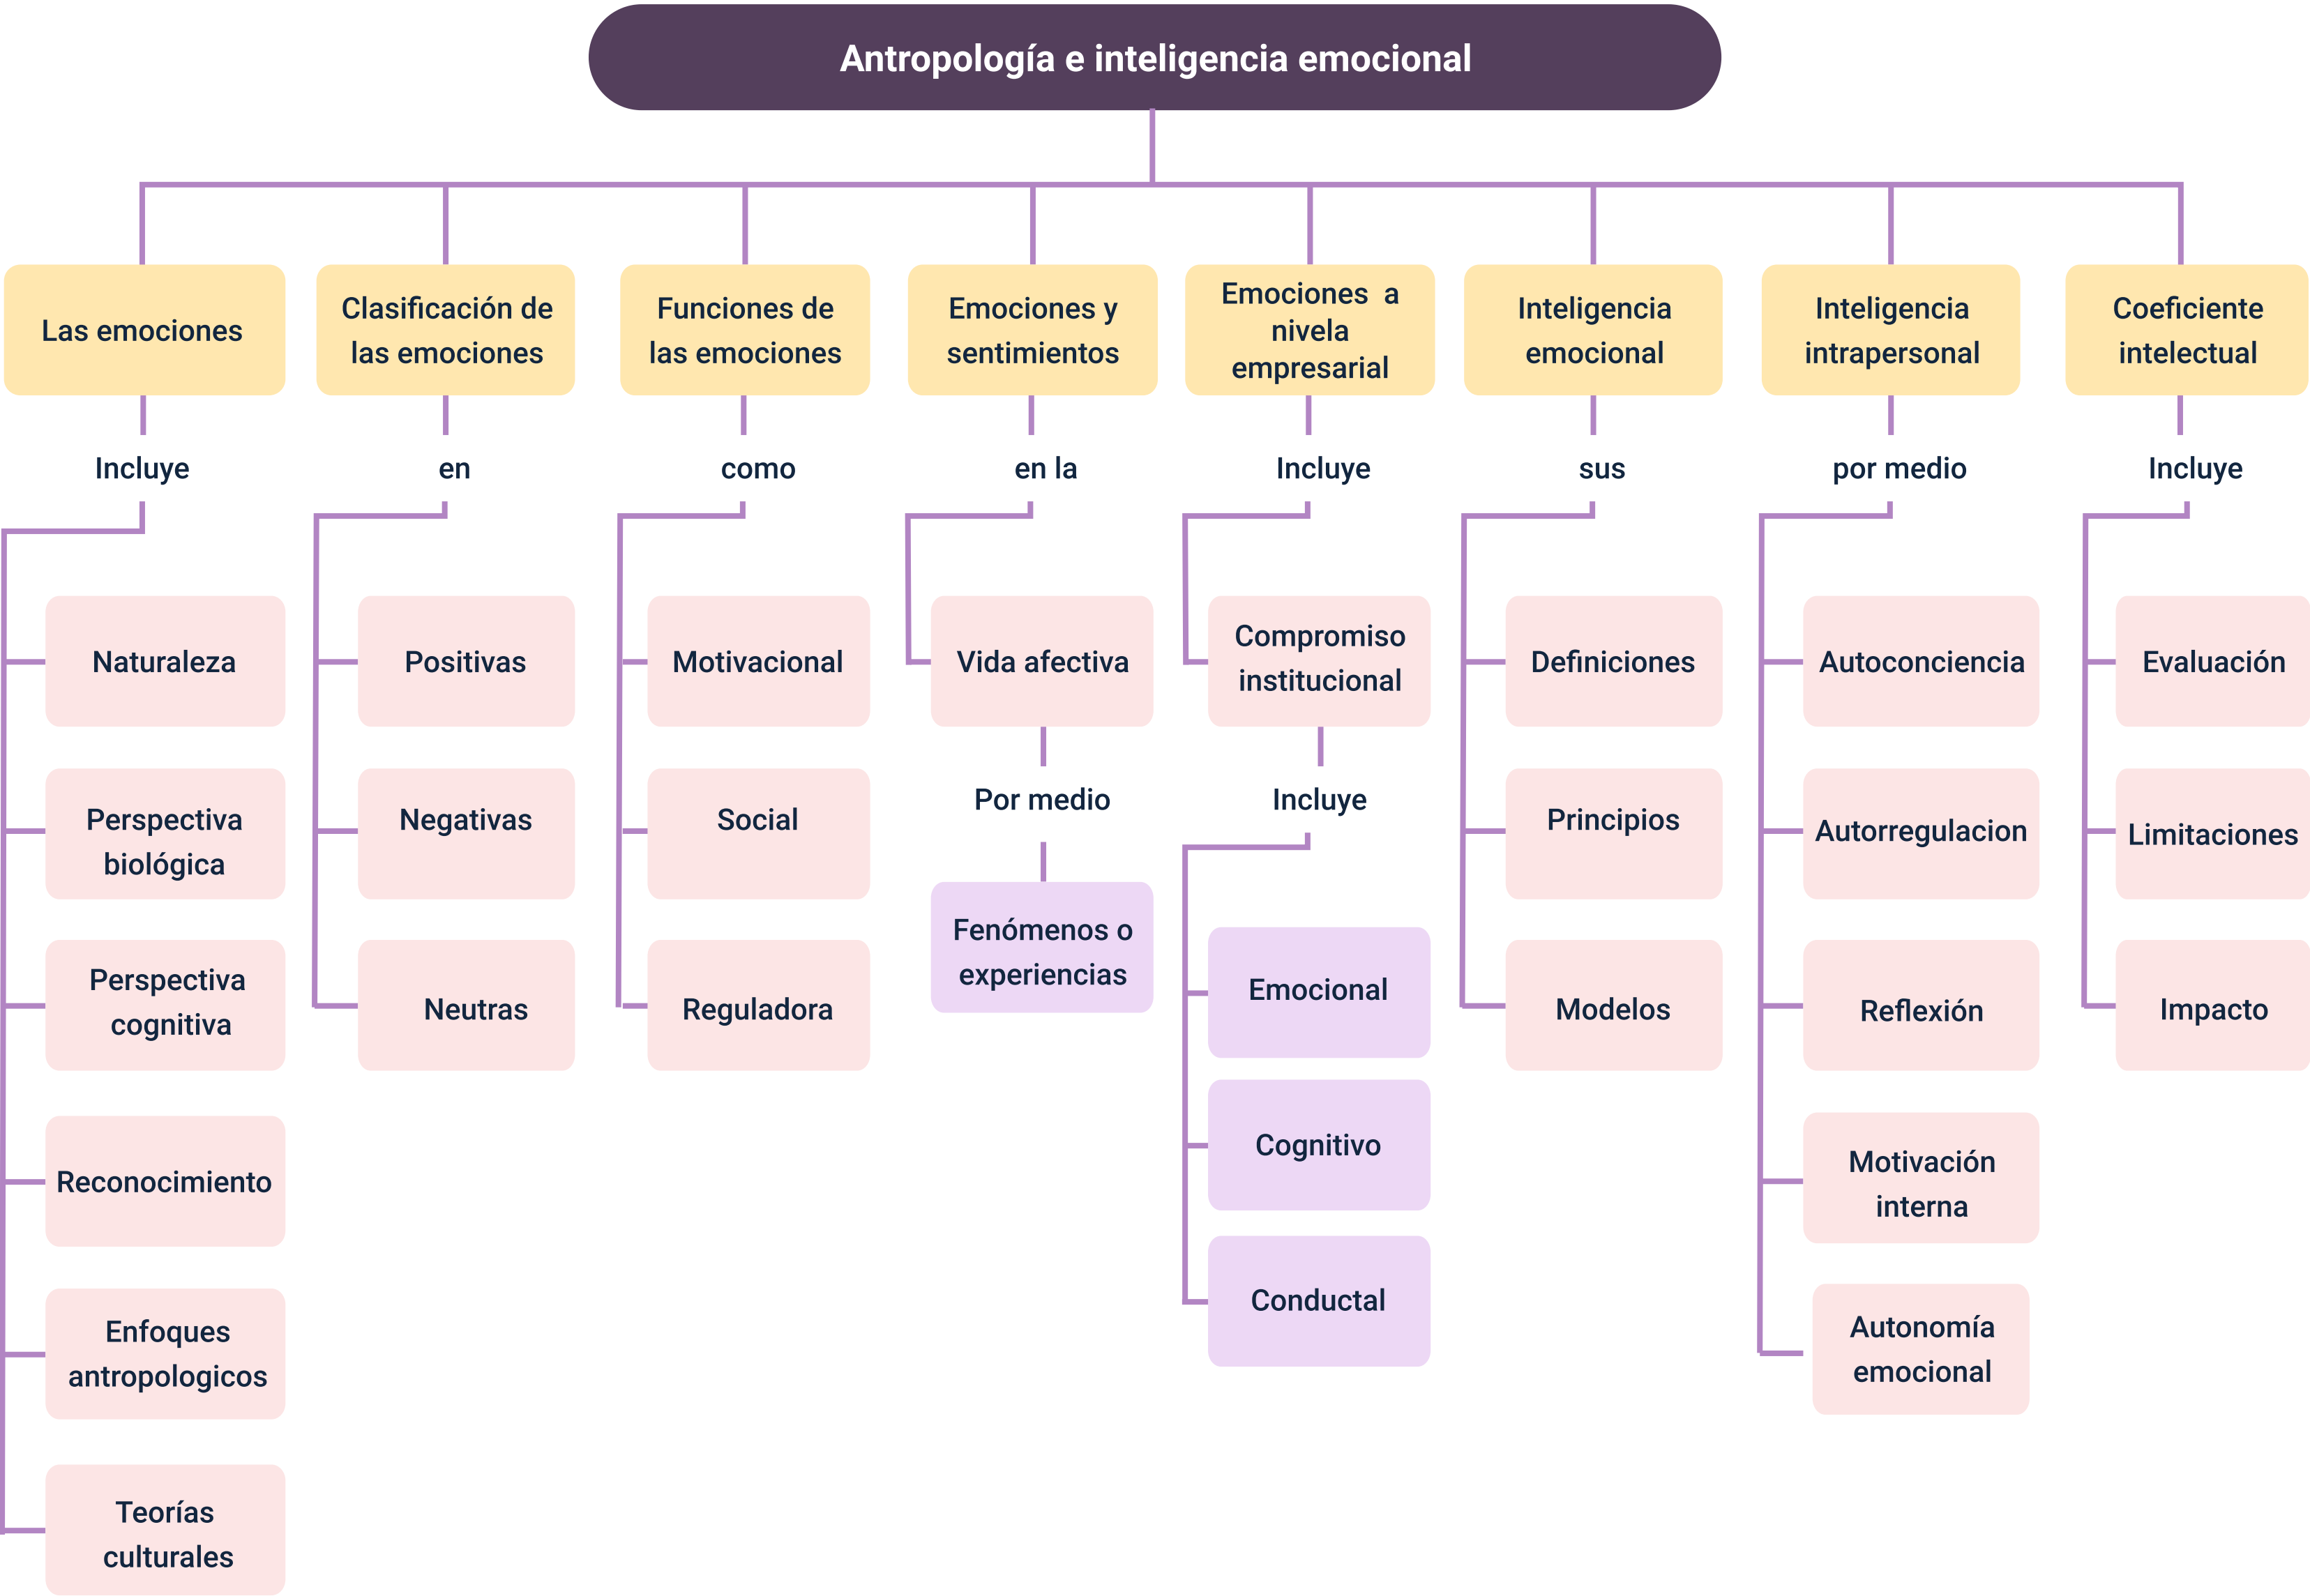 Antropología e inteligencia emocional
Las emociones
Clasificación de
las emociones
Funciones de
las emociones
Emociones y
sentimientos
Emociones a
nivela
empresarial
Inteligencia
emocional
Inteligencia
intrapersonal
Coeficiente
intelectual
Incluye
en
como
en la
Incluye
sus
por medio
Incluye
Naturaleza
Perspectiva
biológica
Perspectiva
cognitiva
Reconocimiento
Enfoques
antropologicos
Teorías
culturales
Positivas
Negativas
Neutras
Motivacional
Social
Reguladora
Vida afectiva
Por medio
Fenómenos o
experiencias
Compromiso
institucional
Incluye
Emocional
Cognitivo
Conductal
Definiciones
Principios
Modelos
Autoconciencia
Autorregulacion
Reflexión
Motivación
interna
Autonomía
emocional
Evaluación
Limitaciones
Impacto